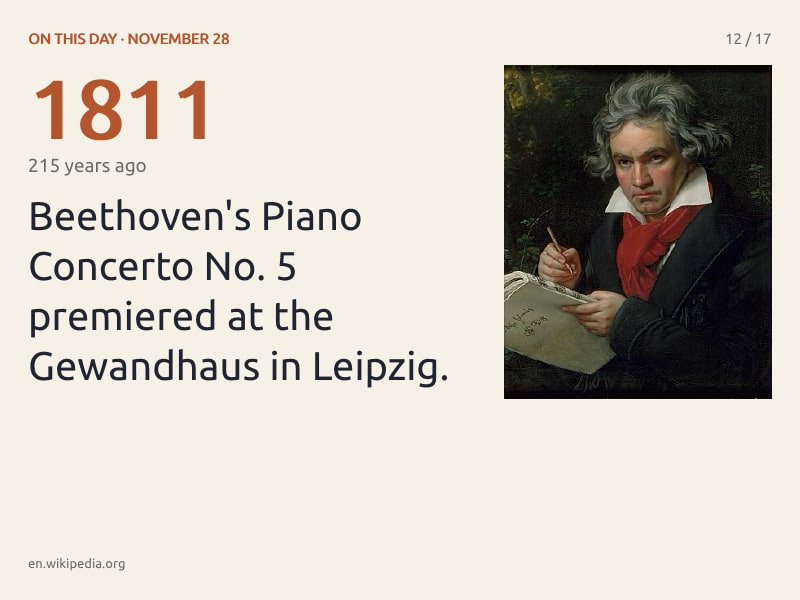 ON THIS DAY · NOVEMBER 28
12 / 17
1811
215 years ago
Beethoven's Piano
Concerto No. 5
premiered at the
Gewandhaus in Leipzig.
en.wikipedia.org